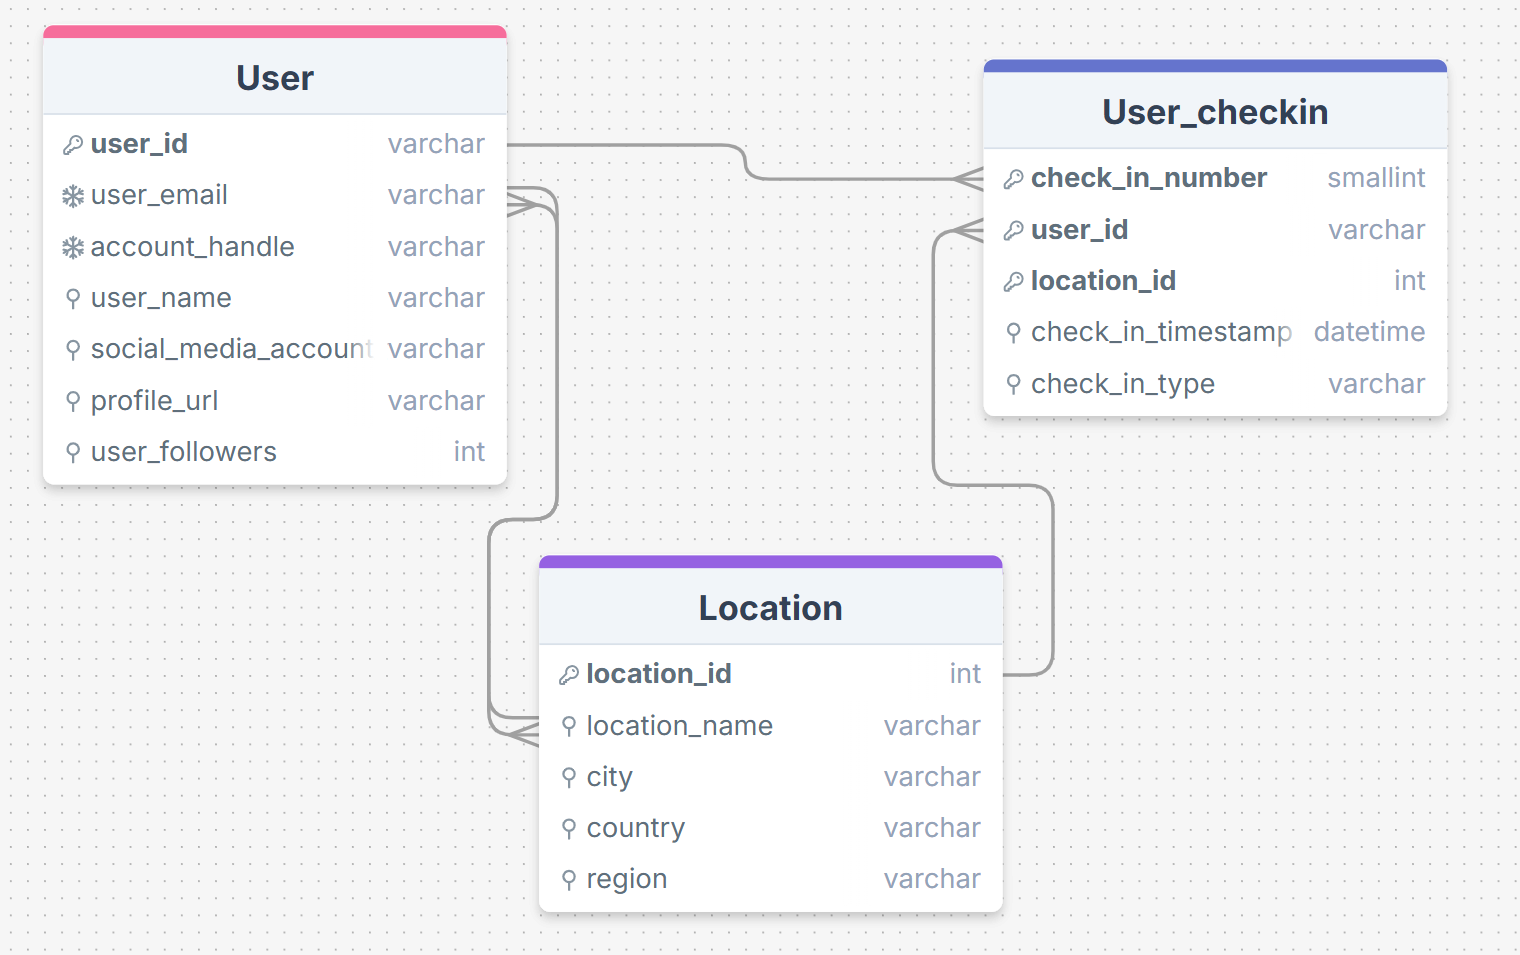 User
user_id varchar
user_email varchar
account_handle varchar
user_name varchar
social_media_account varchar
profile_url varchar
user_followers int
User_checkin
check_in_number smallint
user_id varchar
location_id int
check_in_timestamp datetime
check_in_type varchar
Location
location_id int
location_name varchar
city varchar
country varchar
region varchar